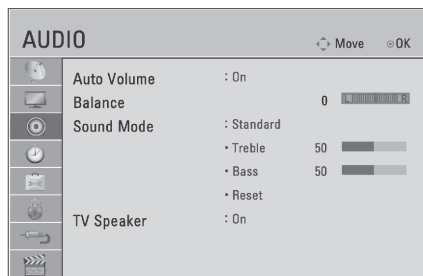 AUDIO Move OK
Auto Volume : On
Balance 0 L R
Sound Mode : Standard
• Treble 50
• Bass 50
• Reset
TV Speaker : On